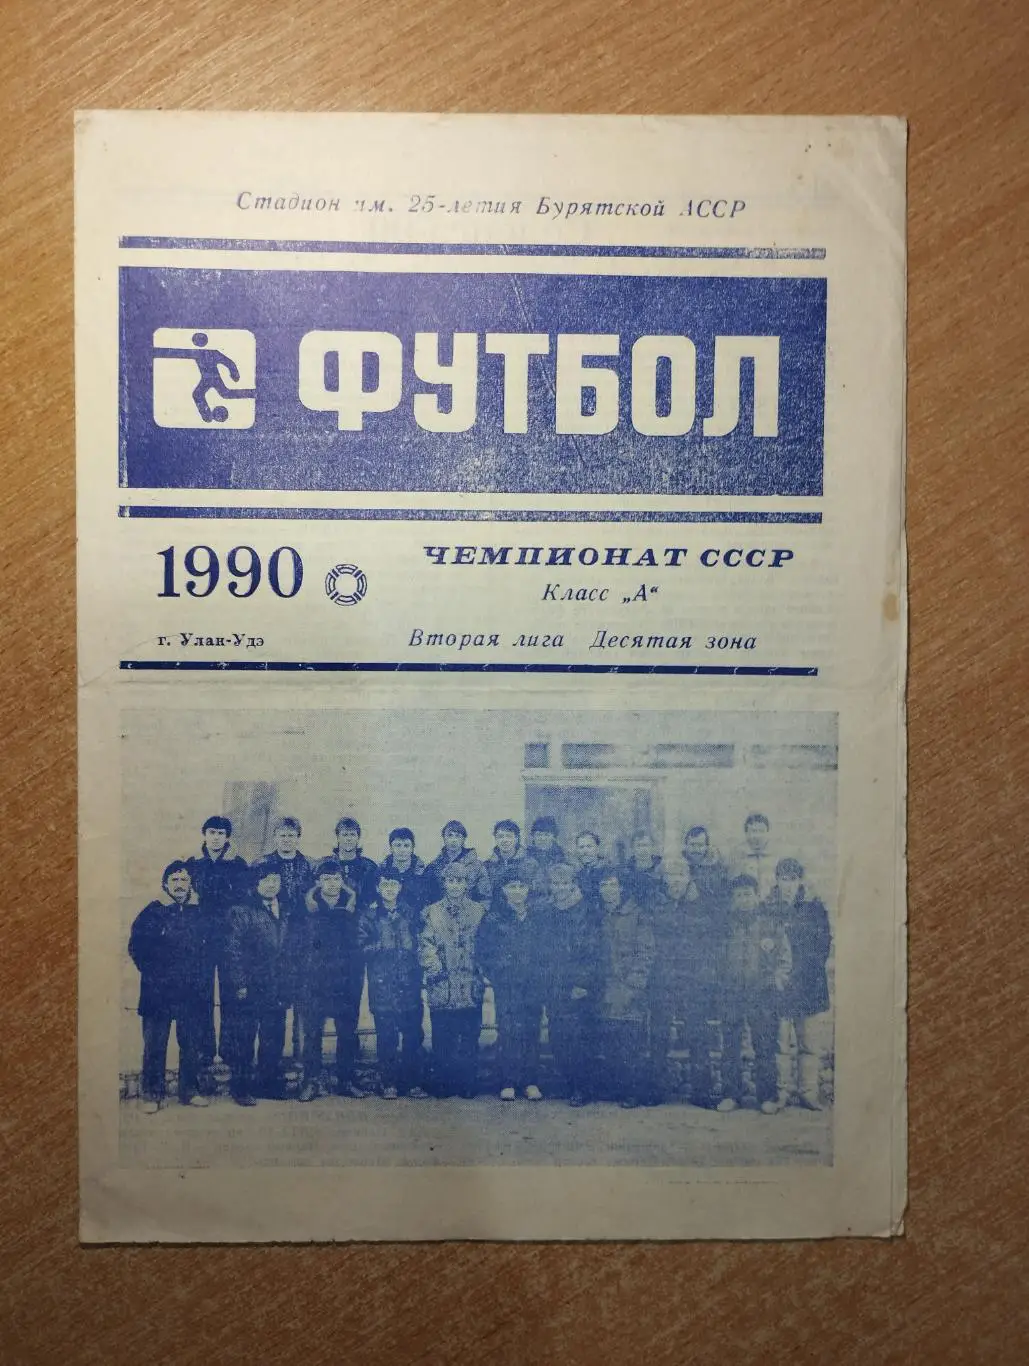 Стадион им. 25-летия Бурятской АССР
ФУТБОЛ
1990
ЧЕМПИОНАТ СССР
Класс „А“
г. Улан-Удэ
Вторая лига Десятая зона